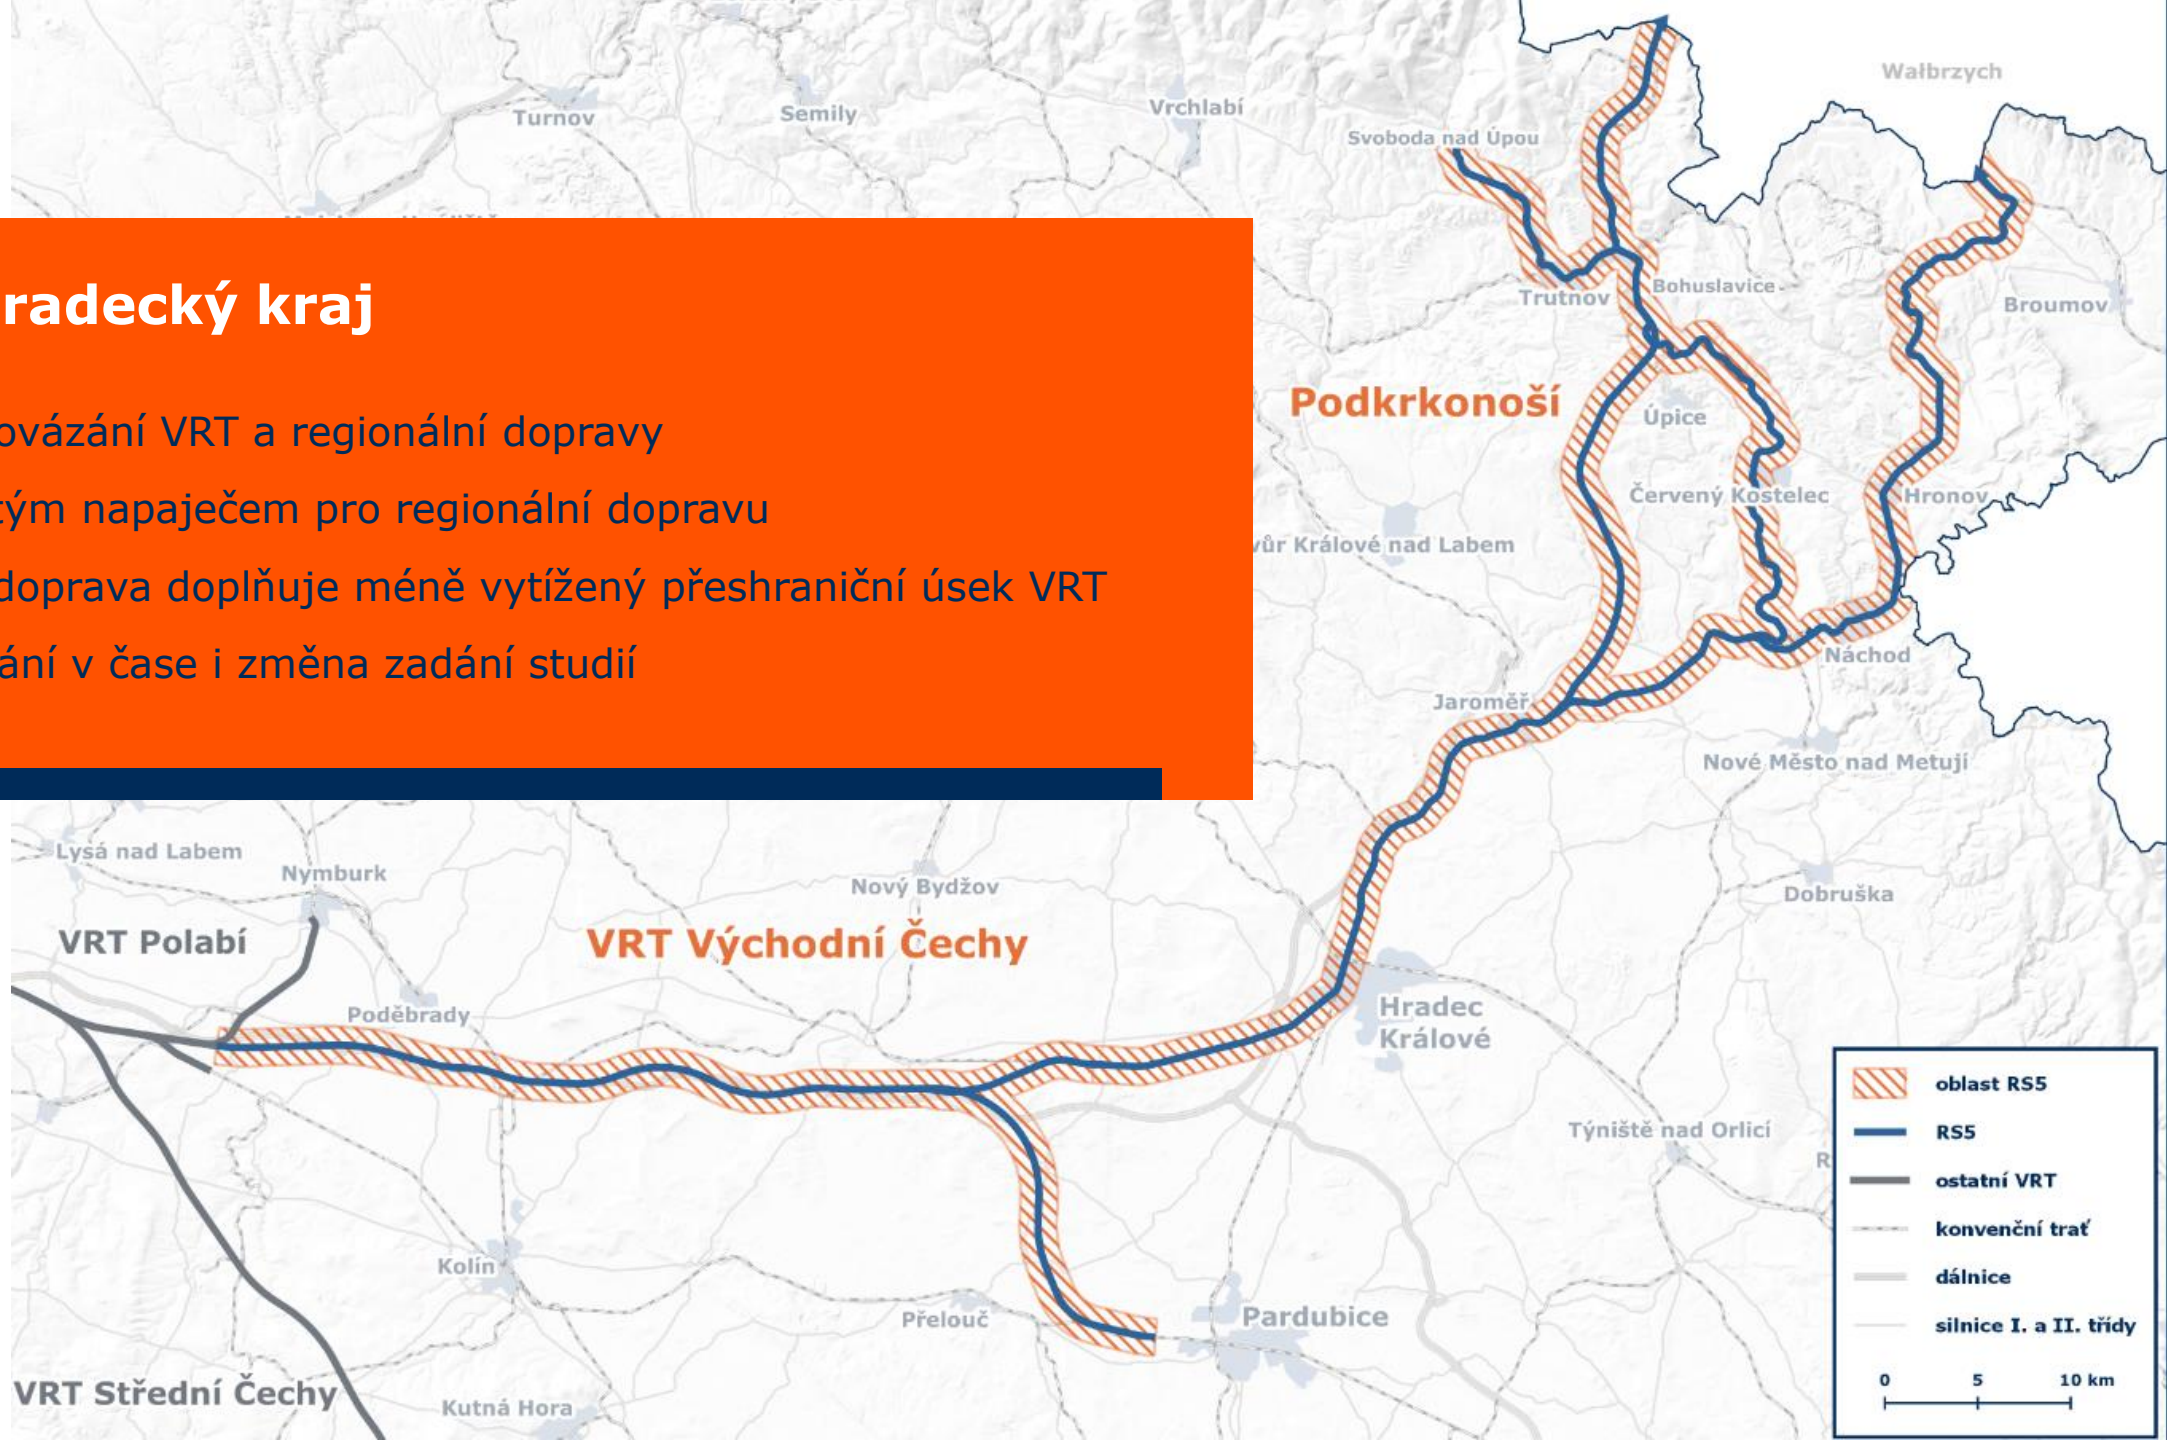 Wałbrzych
Turnov
Semily
Vrchlabí
Svoboda nad Úpou
radecký kraj
ovázání VRT a regionální dopravy
tým napaječem pro regionální dopravu
doprava doplňuje méně vytížený přeshraniční úsek VRT
ání v čase i změna zadání studií
Trutnov
Bohuslavice
Broumov
Podkrkonoší
Úpice
Červený Kostelec
Hronov
vůr Králové nad Labem
Náchod
Jaroměř
Nové Město nad Metují
Lysá nad Labem
Nymburk
Nový Bydžov
Dobruška
VRT Polabí
VRT Východní Čechy
Poděbrady
Hradec
Králové
Týniště nad Orlicí
R
Kolín
Přelouč
Pardubice
VRT Střední Čechy
Kutná Hora
oblast RS5
RS5
ostatní VRT
konvenční trať
dálnice
silnice I. a II. třídy
0 5 10 km